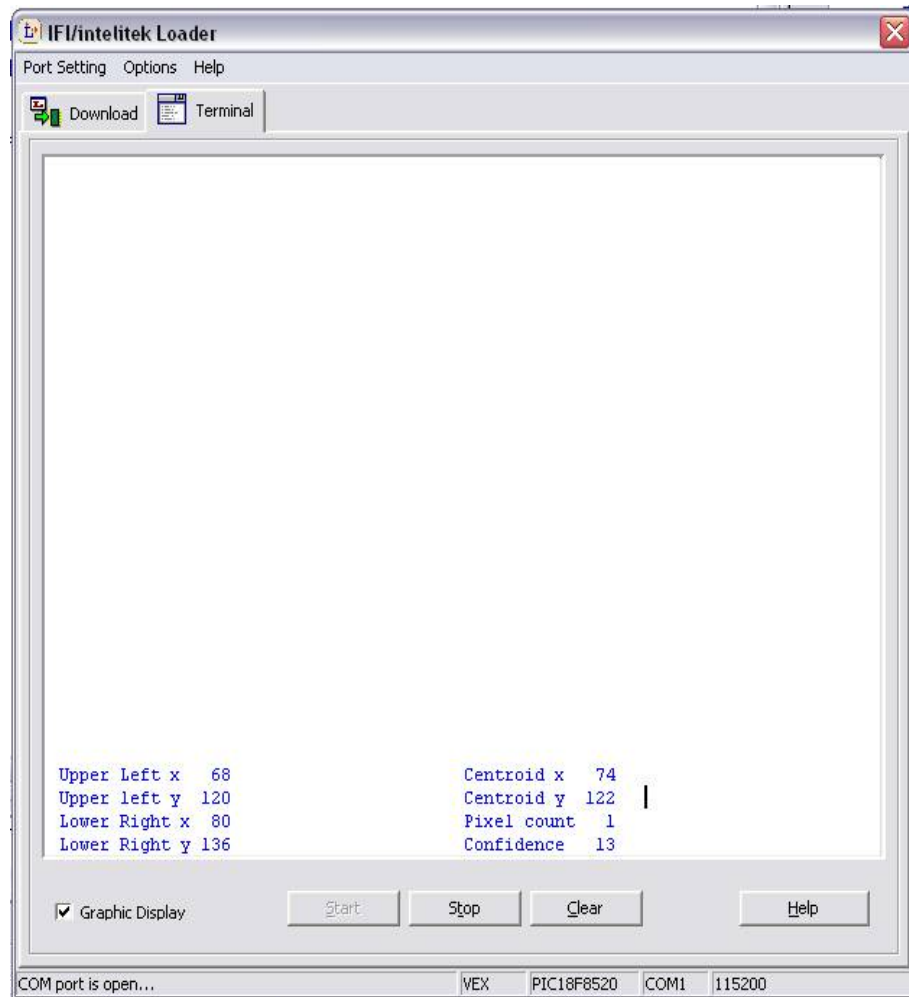 IFI/intelitek Loader
Port Setting Options Help
Download Terminal
Upper Left x 68 Centroid x 74
Upper left y 120 Centroid y 122
Lower Right x 80 Pixel count 1
Lower Right y 136 Confidence 13
Graphic Display Start Stop Clear Help
COM port is open... VEX PIC18F8520 COM1 115200